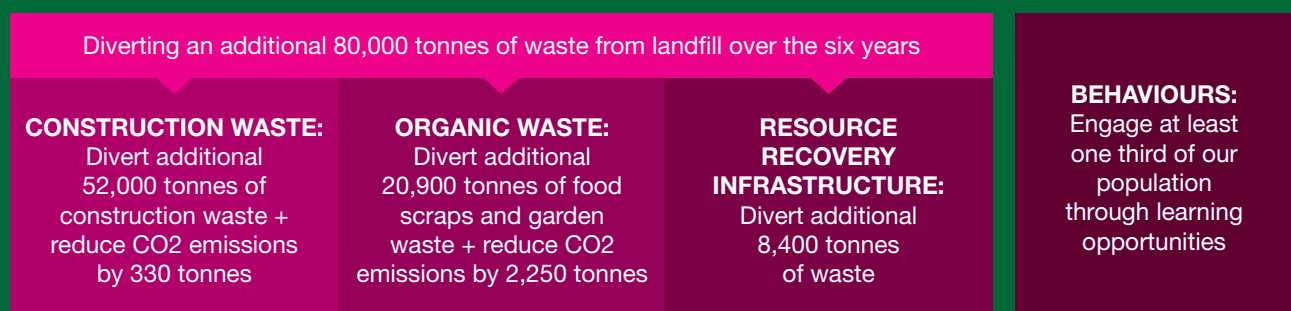 Diverting an additional 80,000 tonnes of waste from landfill over the six years
CONSTRUCTION WASTE:
Divert additional
52,000 tonnes of
construction waste +
reduce CO2 emissions
by 330 tonnes
ORGANIC WASTE:
Divert additional
20,900 tonnes of food
scraps and garden
waste + reduce CO2
emissions by 2,250 tonnes
RESOURCE
RECOVERY
INFRASTRUCTURE:
Divert additional
8,400 tonnes
of waste
BEHAVIOURS:
Engage at least
one third of our
population
through learning
opportunities